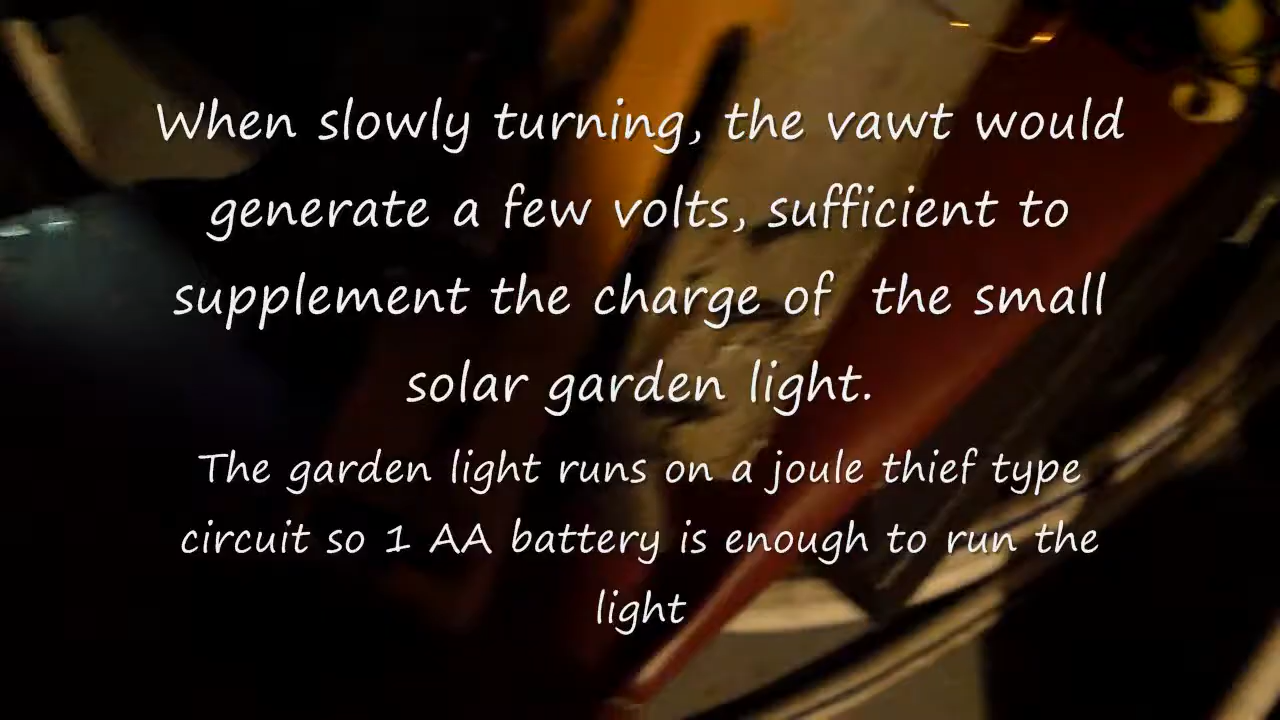 When slowly turning, the vawt would
generate a few volts, sufficient to
supplement the charge of the small
solar garden light.
The garden light runs on a joule thief type
circuit so 1 AA battery is enough to run the
light